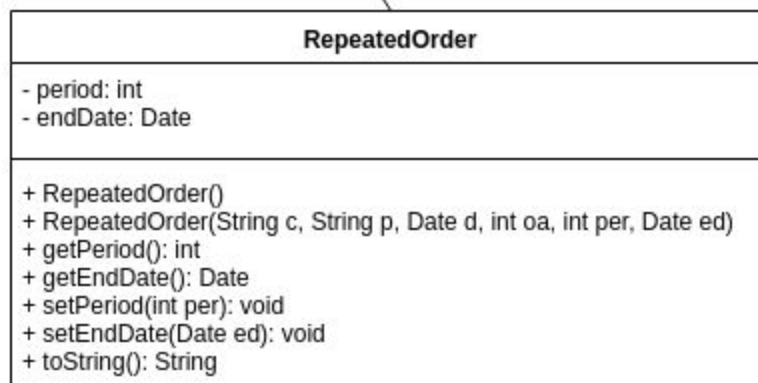 RepeatedOrder
- period: int
- endDate: Date
+ RepeatedOrder()
+ RepeatedOrder(String c, String p, Date d, int oa, int per, Date ed)
+ getPeriod(): int
+ getEndDate(): Date
+ setPeriod(int per): void
+ setEndDate(Date ed): void
+ toString(): String